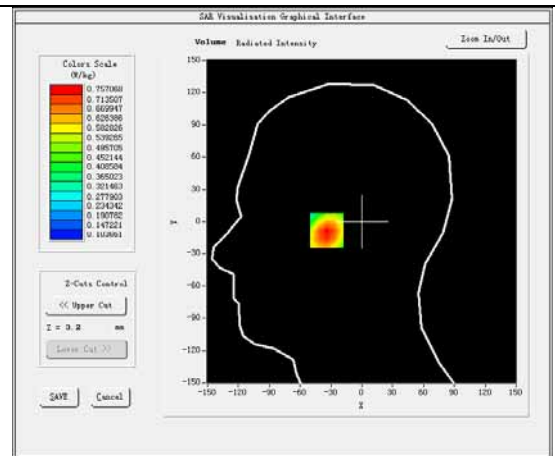 SAR Visualisation Graphical Interface
Volume Radiated Intensity
Zoom In/Out
Colors Scale
(W/kg)
0.757068
0.713507
0.669947
0.626386
0.582826
0.539265
0.495705
0.452144
0.408584
0.365023
0.321463
0.277903
0.234342
0.190782
0.147221
0.103661
150
120
90
60
30
0
-30
-60
-90
-120
-150
Y
-150 -120 -90 -60 -30 0 30 60 90 120 150
X
Z-Cuts Control
<< Upper Cut
Z = 3.2 mm
Lower Cut >>
SAVE Cancel